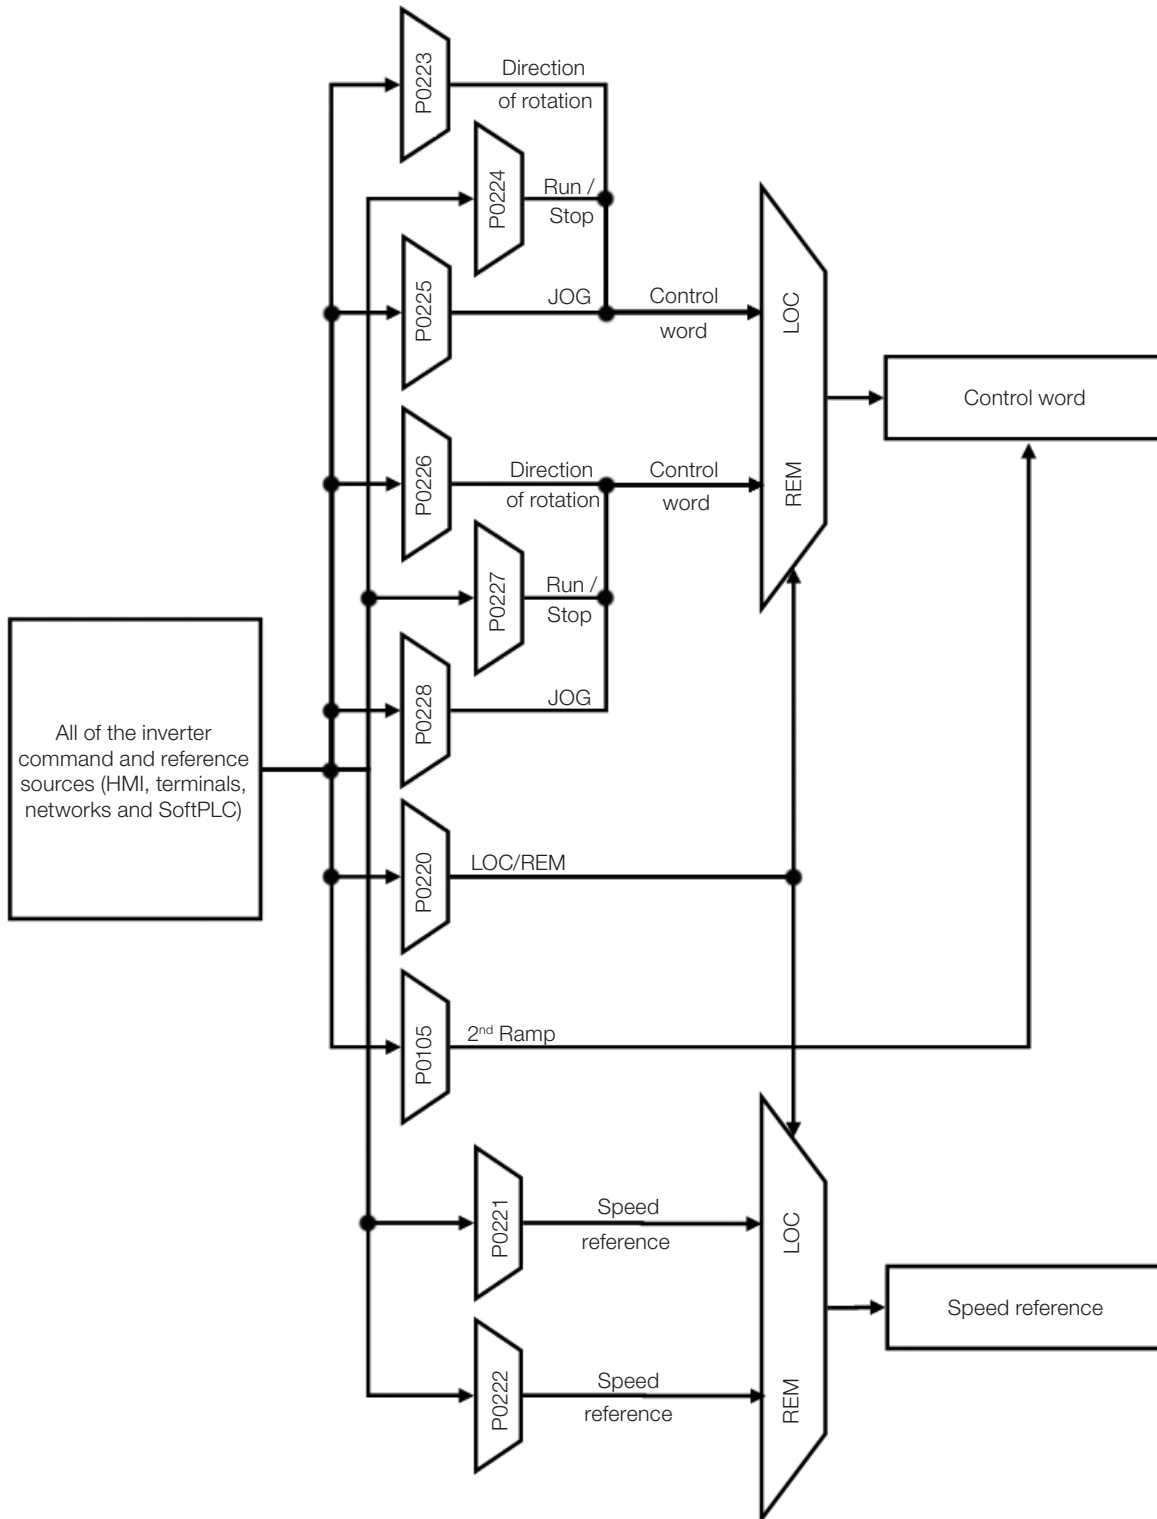 P0223
Direction
of rotation
P0224
Run /
Stop
P0225
JOG
Control
word
LOC
Control word
P0226
Direction
of rotation
Control
word
REM
P0227
Run /
Stop
P0228
JOG
All of the inverter
command and reference
sources (HMI, terminals,
networks and SoftPLC)
P0220
LOC/REM
P0105
2nd Ramp
P0221
Speed
reference
LOC
Speed reference
P0222
Speed
reference
REM